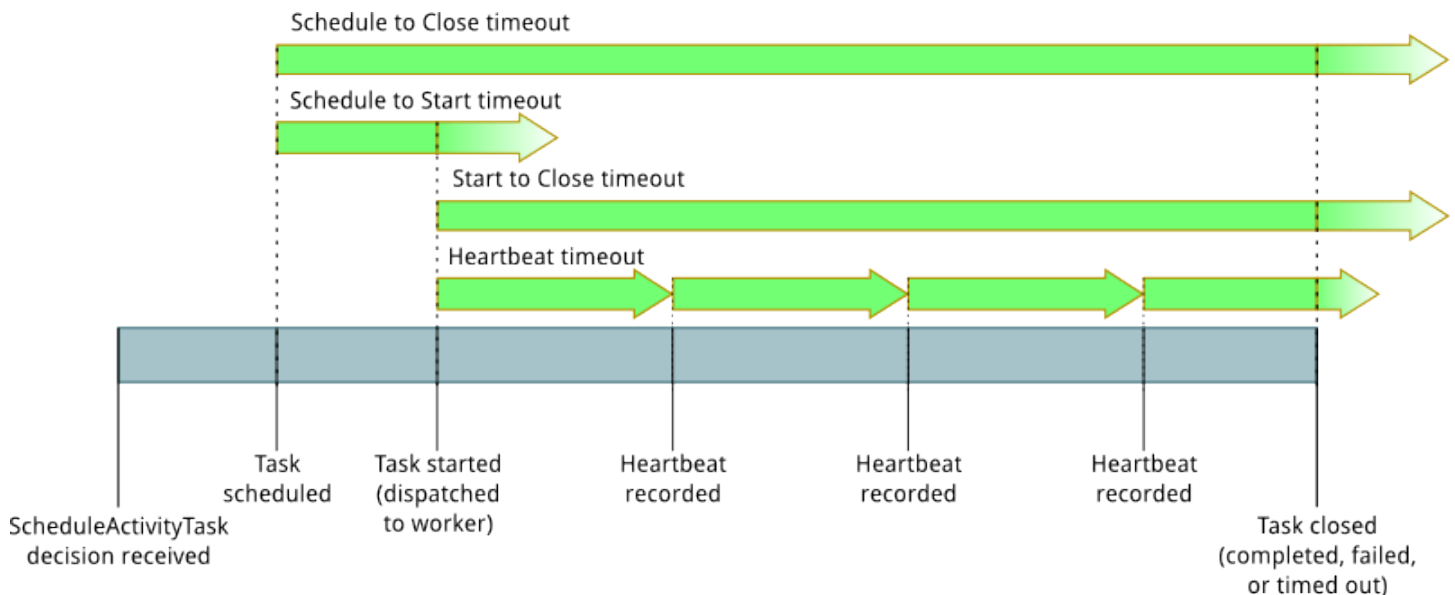 Schedule to Close timeout
Schedule to Start timeout
Start to Close timeout
Heartbeat timeout
Task
scheduled
Task started
(dispatched
to worker)
Heartbeat
recorded
Heartbeat
recorded
Heartbeat
recorded
ScheduleActivityTask
decision received
Task closed
(completed, failed,
or timed out)